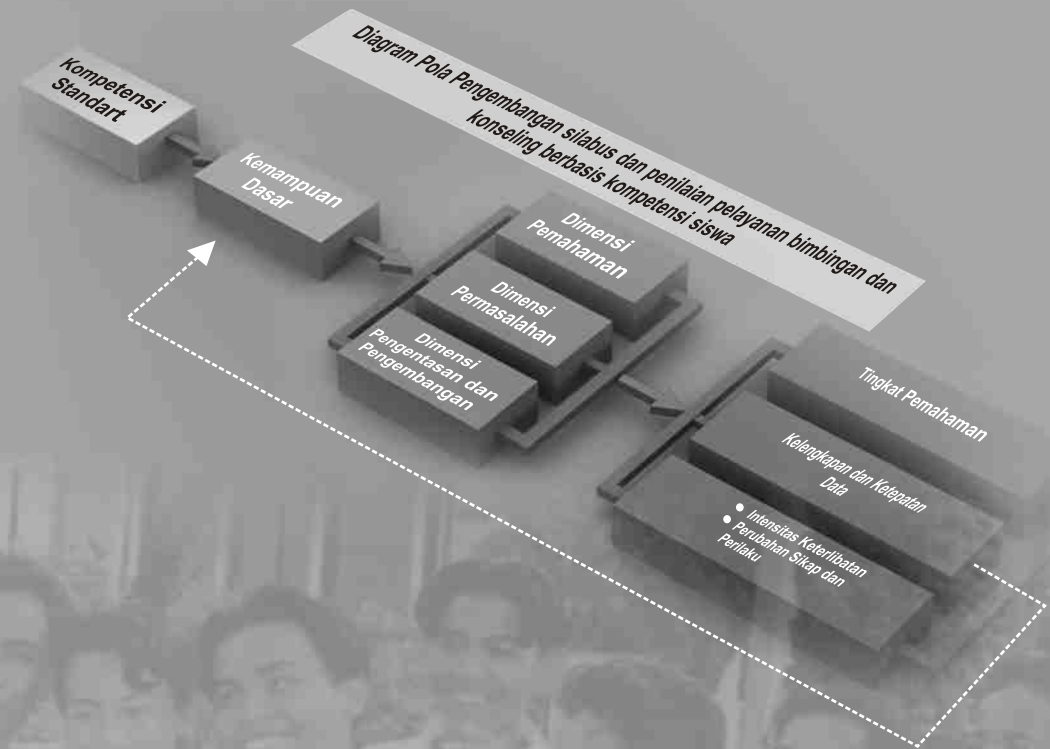 Diagram Pola Pengembangan silabus dan penilaian pelayanan bimbingan dan
konseling berbasis kompetensi siswa
Kompetensi
Standart
Kemampuan
Dasar
Dimensi
Pemahaman
Dimensi
Permasalahan
Dimensi
Pengentasan dan
Pengembangan
Tingkat Pemahaman
Kelengkapan dan Ketepatan
Data
• Intensitas Keterlibatan
• Perubahan Sikap dan
Perilaku